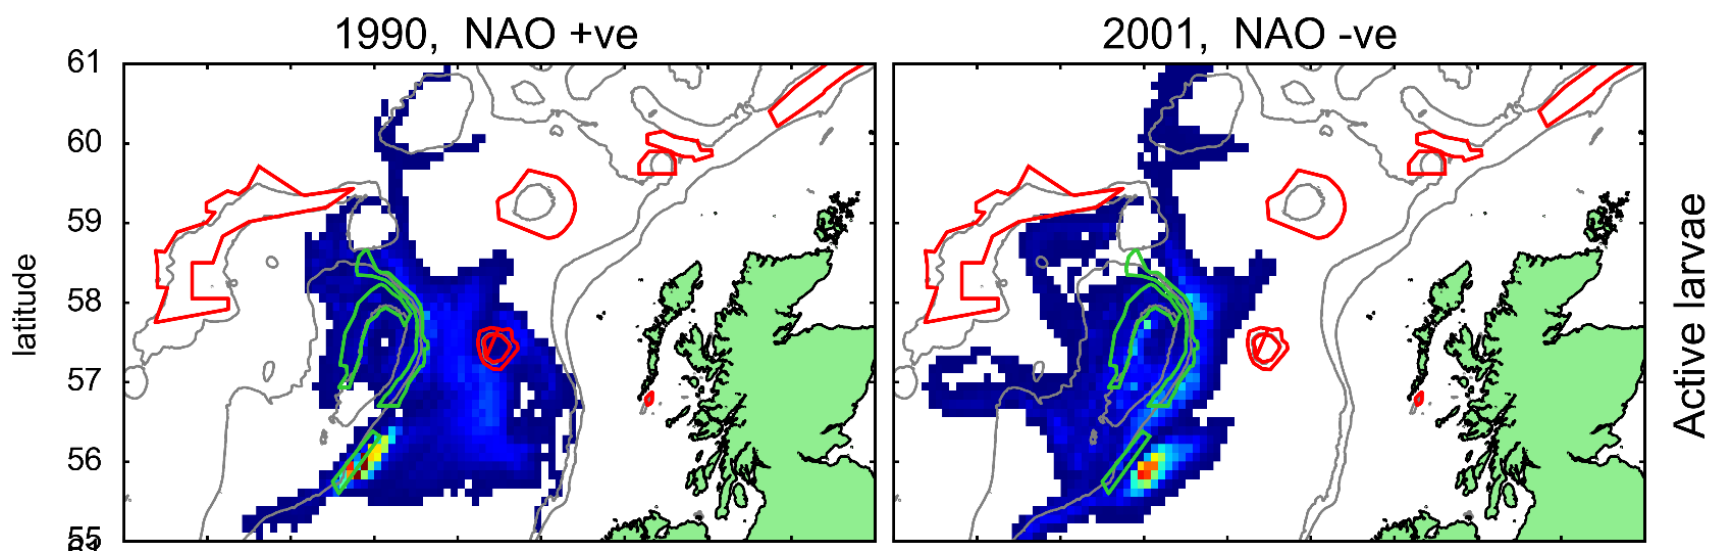 1990, NAO +ve
2001, NAO -ve
61
60
59
58
57
56
55
latitude
Active larvae